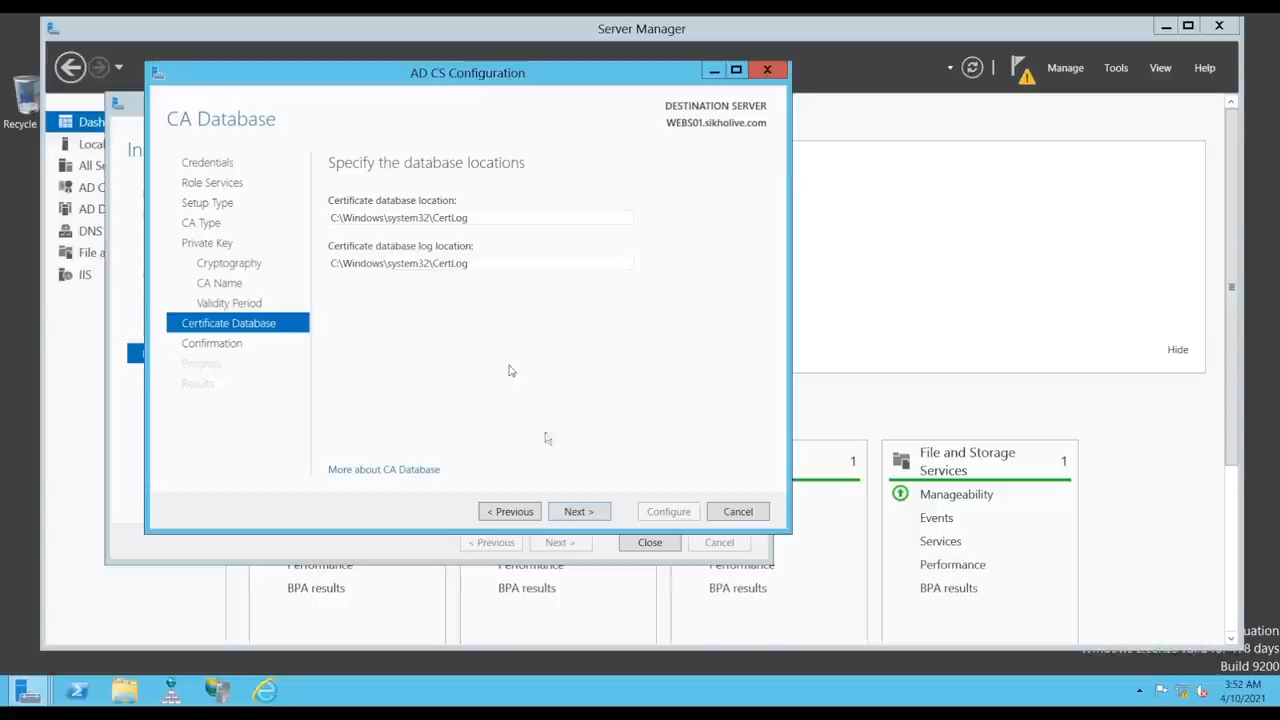 Server Manager
Manage
Tools
View
Help
Recycle
Dash
Local
All Se
AD C
AD D
DNS
File a
IIS
In
AD CS Configuration
CA Database
DESTINATION SERVER
WEBS01.sikholive.com
Credentials
Role Services
Setup Type
CA Type
Private Key
Cryptography
CA Name
Validity Period
Certificate Database
Confirmation
Progress
Results
Specify the database locations
Certificate database location:
C:\Windows\system32\CertLog
Certificate database log location:
C:\Windows\system32\CertLog
More about CA Database
< Previous
Next >
Configure
Cancel
< Previous
Next >
Close
Cancel
Hide
1
File and Storage
Services
1
Manageability
Events
Services
Performance
BPA results
Performance
BPA results
Performance
BPA results
Performance
BPA results
days
Build 9200
3:52 AM
4/10/2021